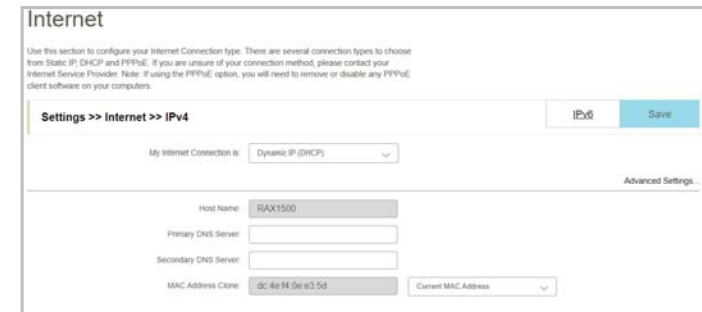 Internet
Use this section to configure your Internet Connection type. There are several connection types to choose
from Static IP, DHCP and PPPoE. If you are unsure of your connection method, please contact your
Internet Service Provider. Note: If using the PPPoE option, you will need to remove or disable any PPPoE
client software on your computers.
Settings >> Internet >> IPv4
IPv6
Save
My Internet Connection is:
Dynamic IP (DHCP)
Advanced Settings...
Host Name:
RAX1500
Primary DNS Server:
Secondary DNS Server:
MAC Address Clone:
dc:4e:f4:0e:e3:5d
Current MAC Address